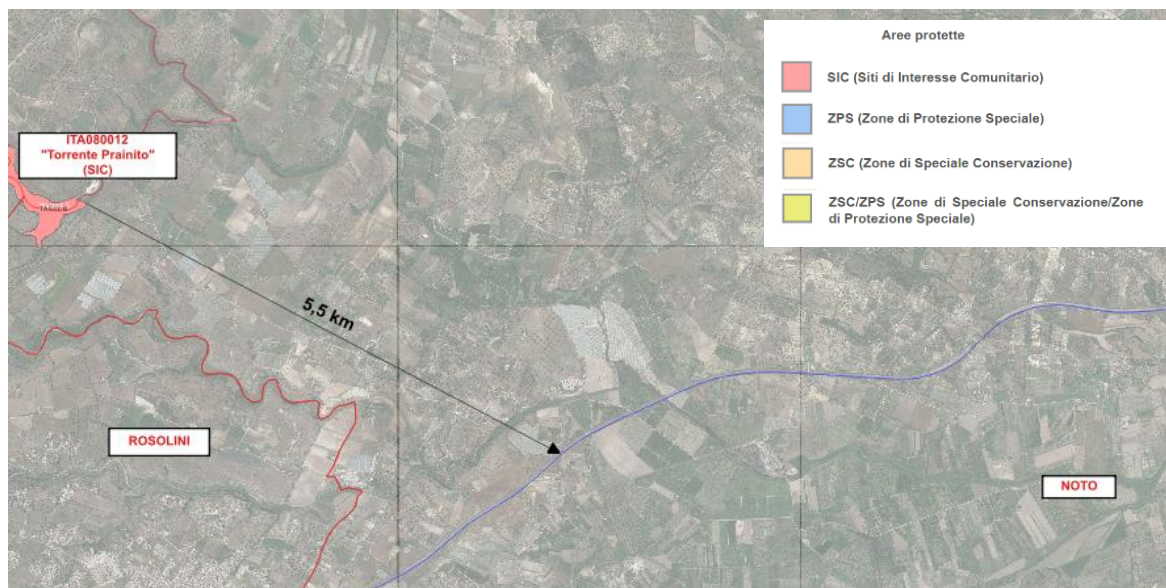 Aree protette
SIC (Siti di Interesse Comunitario)
ZPS (Zone di Protezione Speciale)
ZSC (Zone di Speciale Conservazione)
ZSC/ZPS (Zone di Speciale Conservazione/Zone
di Protezione Speciale)
ITA080012
"Torrente Prainito"
(SIC)
5,5 km
ROSOLINI
NOTO